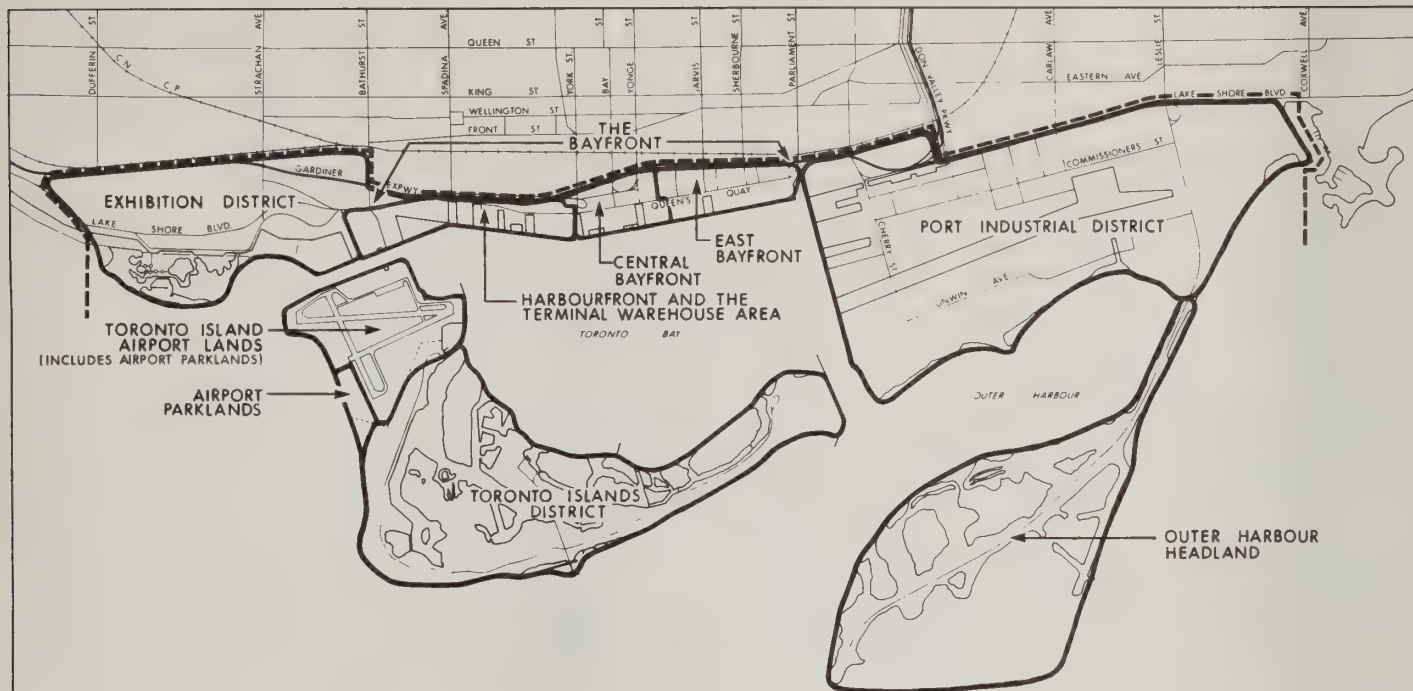 DUFFERIN ST
STRACHAN AVE
BATHURST ST
SPADINA AVE
YORK ST.
BAY ST
YONGE ST
JARVIS ST
SHERBOURNE ST
PARLIAMENT ST
DON VALLEY PKWY
CARLAW AVE
LESLIE ST
COXWELL AVE
QUEEN ST
C N
C P
KING ST
EASTERN AVE
WELLINGTON ST
LAKE SHORE BLVD
FRONT ST
THE
BAYFRONT
GARDINER EXPWY
COMMISSIONERS ST
EXHIBITION DISTRICT
QUEEN'S QUAY
LAKE SHORE BLVD.
CHERRY ST
PORT INDUSTRIAL DISTRICT
EAST
BAYFRONT
CENTRAL
BAYFRONT
UNWIN AVE
HARBOURFRONT AND THE
TERMINAL WAREHOUSE AREA
TORONTO BAY
TORONTO ISLAND
AIRPORT LANDS
(INCLUDES AIRPORT PARKLANDS)
AIRPORT
PARKLANDS
OUTER HARBOUR
TORONTO ISLANDS
DISTRICT
OUTER HARBOUR
HEADLAND